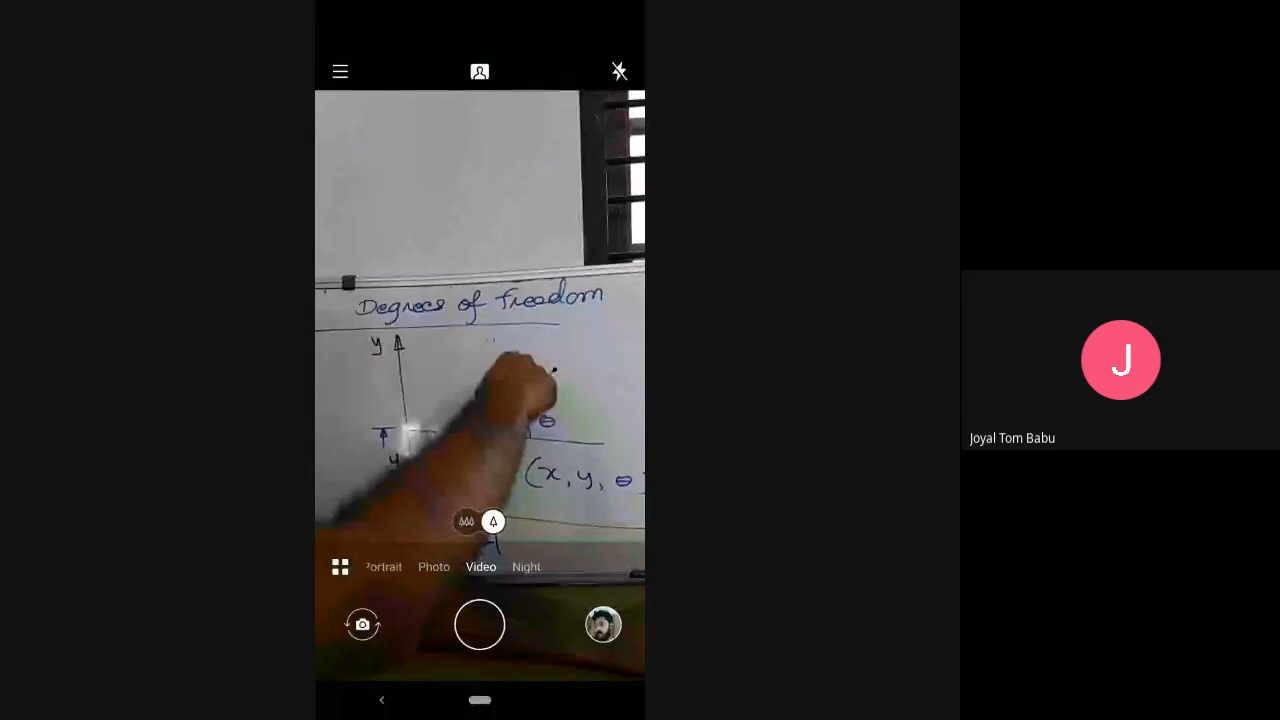 Degrees of freedom
y
θ
y
(x, y, θ
Portrait Photo Video Night
J
Joyal Tom Babu